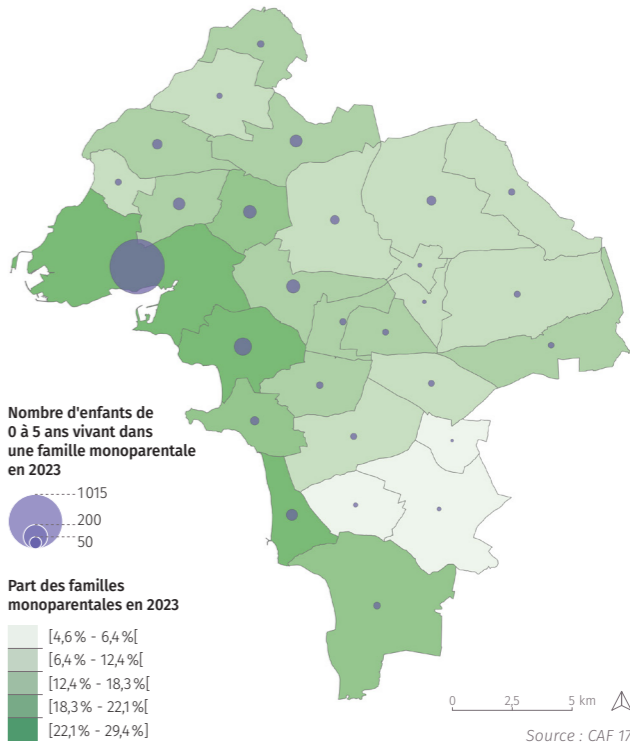 Nombre d'enfants de
0 à 5 ans vivant dans
une famille monoparentale
en 2023
1015
200
50
Part des familles
monoparentales en 2023
[4,6 % - 6,4 %[
[6,4 % - 12,4 %[
[12,4 % - 18,3 %[
[18,3 % - 22,1 %[
[22,1 % - 29,4 %]
0 2,5 5 km
Source : CAF 17